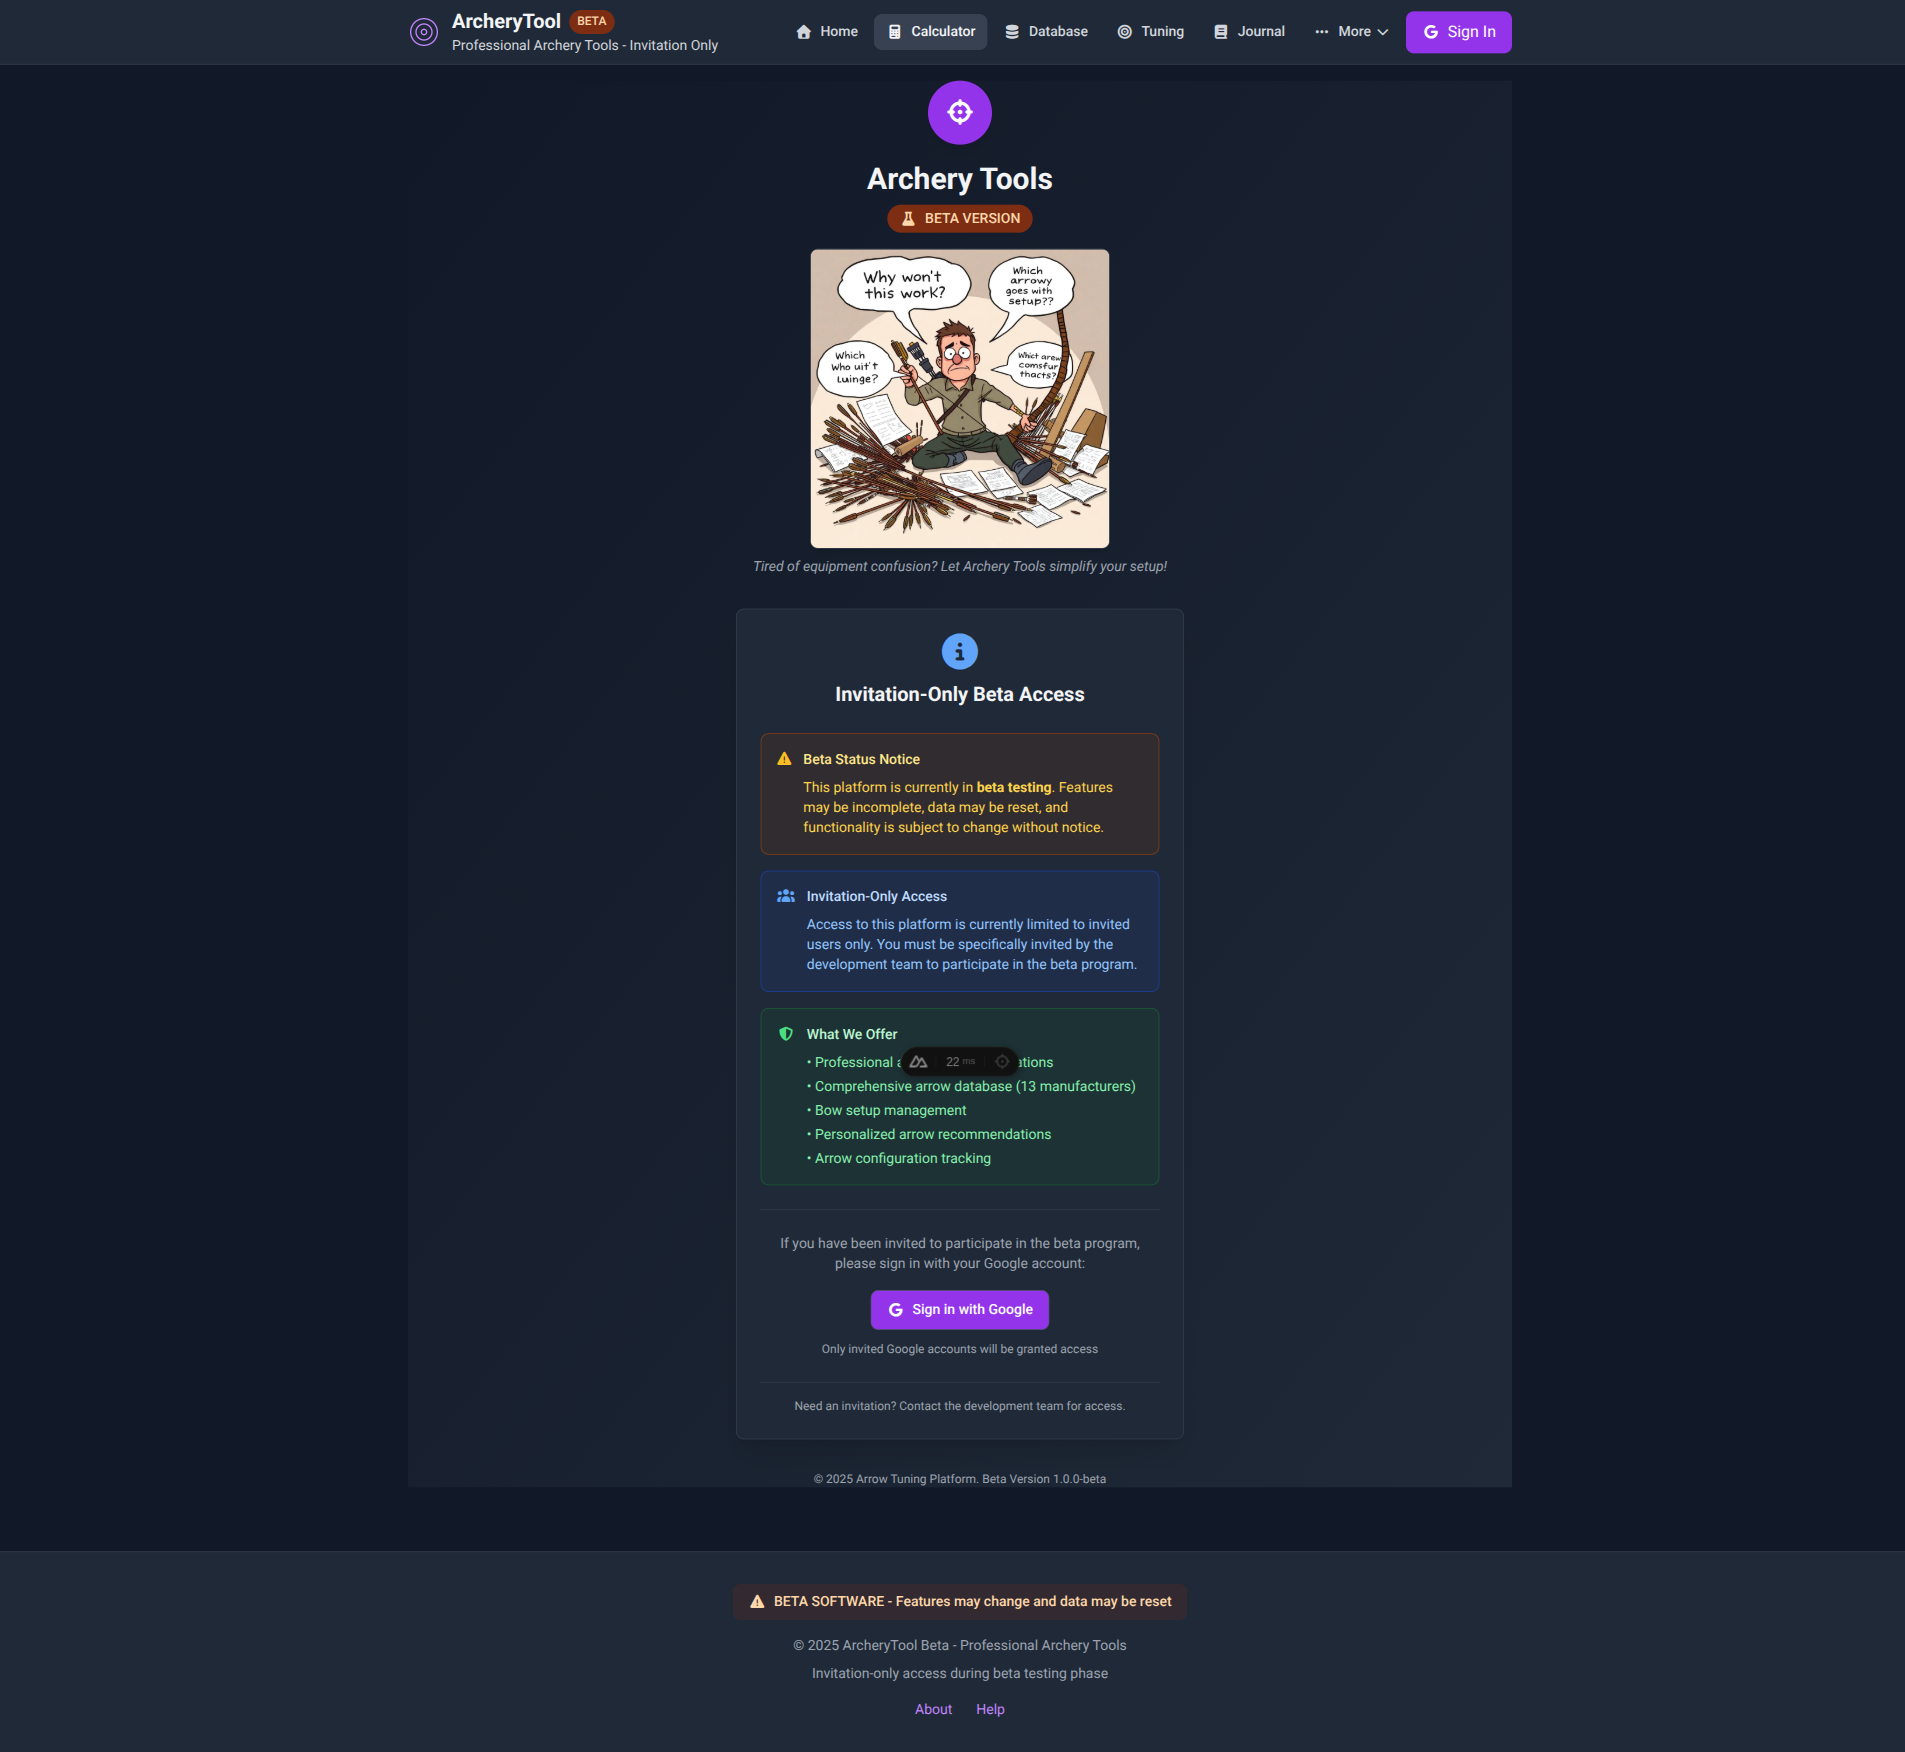 ArcheryTool BETA
Professional Archery Tools - Invitation Only
Home
Calculator
Database
Tuning
Journal
More
Sign In
Archery Tools
BETA VERSION
Why won't
this work?
Which
arrowy
goes with
setup??
Which
Who uit't
Luinge?
Whict arew
comsfur
thacts?
Tired of equipment confusion? Let Archery Tools simplify your setup!
Invitation-Only Beta Access
Beta Status Notice
This platform is currently in beta testing. Features
may be incomplete, data may be reset, and
functionality is subject to change without notice.
Invitation-Only Access
Access to this platform is currently limited to invited
users only. You must be specifically invited by the
development team to participate in the beta program.
What We Offer
• Professional
22 ms
• Comprehensive arrow database (13 manufacturers)
• Bow setup management
• Personalized arrow recommendations
• Arrow configuration tracking
If you have been invited to participate in the beta program,
please sign in with your Google account:
Sign in with Google
Only invited Google accounts will be granted access
Need an invitation? Contact the development team for access.
© 2025 Arrow Tuning Platform. Beta Version 1.0.0-beta
BETA SOFTWARE - Features may change and data may be reset
© 2025 ArcheryTool Beta - Professional Archery Tools
Invitation-only access during beta testing phase
About
Help